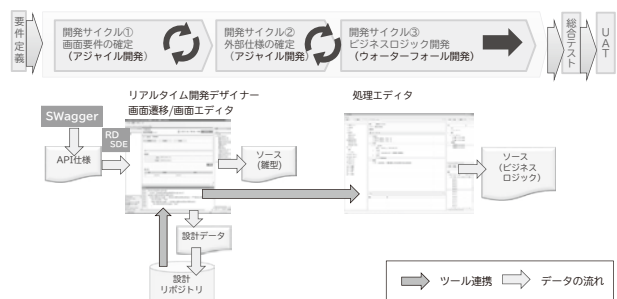 要件定義
開発サイクル①
画面要件の確定
（アジャイル開発）
開発サイクル②
外部仕様の確定
（アジャイル開発）
開発サイクル③
ビジネスロジック開発
（ウォーターフォール開発）
総合テスト
UAT
リアルタイム開発デザイナー
画面遷移/画面エディタ
処理エディタ
SWagger
RD
SDE
API仕様
ソース
(雛型)
ソース
(ビジネス
ロジック)
設計データ
設計
リポジトリ
ツール連携
データの流れ